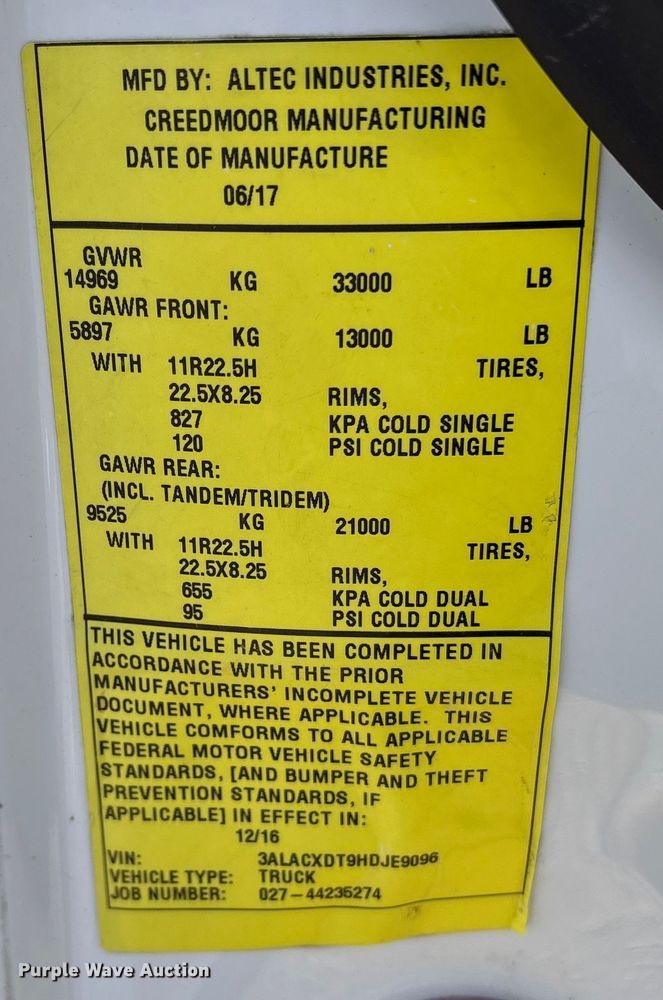 MFD BY: ALTEC INDUSTRIES, INC.
CREEDMOOR MANUFACTURING
DATE OF MANUFACTURE
06/17
GVWR
14969 KG 33000 LB
GAWR FRONT:
5897 KG 13000 LB
WITH 11R22.5H TIRES,
22.5X8.25 RIMS,
827 KPA COLD SINGLE
120 PSI COLD SINGLE
GAWR REAR:
(INCL. TANDEM/TRIDEM)
9525 KG 21000 LB
WITH 11R22.5H TIRES,
22.5X8.25 RIMS,
655 KPA COLD DUAL
95 PSI COLD DUAL
THIS VEHICLE HAS BEEN COMPLETED IN
ACCORDANCE WITH THE PRIOR
MANUFACTURERS' INCOMPLETE VEHICLE
DOCUMENT, WHERE APPLICABLE. THIS
VEHICLE COMFORMS TO ALL APPLICABLE
FEDERAL MOTOR VEHICLE SAFETY
STANDARDS, [AND BUMPER AND THEFT
PREVENTION STANDARDS, IF
APPLICABLE] IN EFFECT IN:
12/16
VIN: 3ALACXDT9HDJE9096
VEHICLE TYPE: TRUCK
JOB NUMBER: 027-44235274
Purple Wave Auction